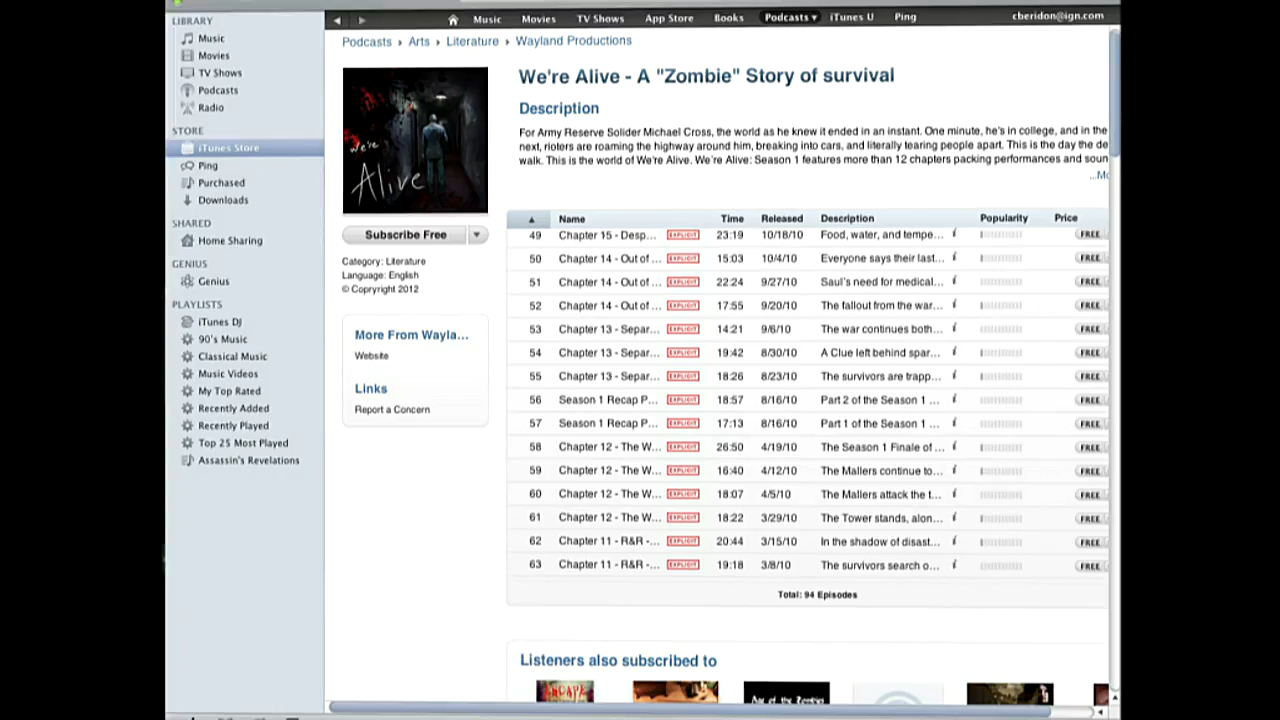 LIBRARY
Music
Movies
TV Shows
Podcasts
Radio
STORE
iTunes Store
Ping
Purchased
Downloads
SHARED
Home Sharing
GENIUS
Genius
PLAYLISTS
iTunes DJ
90's Music
Classical Music
Music Videos
My Top Rated
Recently Added
Recently Played
Top 25 Most Played
Assassin's Revelations
Music Movies TV Shows App Store Books Podcasts iTunes U Ping cberidon@ign.com
Podcasts › Arts › Literature › Wayland Productions
we're
Alive
Subscribe Free
Category: Literature
Language: English
© Copyright 2012
More From Wayla...
Website
Links
Report a Concern
We're Alive - A "Zombie" Story of survival
Description
For Army Reserve Solider Michael Cross, the world as he knew it ended in an instant. One minute, he's in college, and in the
next, rioters are roaming the highway around him, breaking into cars, and literally tearing people apart. This is the day the de
walk. This is the world of We're Alive. We're Alive: Season 1 features more than 12 chapters packing performances and soun
...Mo
Name Time Released Description Popularity Price
49 Chapter 15 - Desp... EXPLICIT 23:19 10/18/10 Food, water, and tempe... i FREE
50 Chapter 14 - Out of ... EXPLICIT 15:03 10/4/10 Everyone says their last... i FREE
51 Chapter 14 - Out of ... EXPLICIT 22:24 9/27/10 Saul's need for medical... i FREE
52 Chapter 14 - Out of ... EXPLICIT 17:55 9/20/10 The fallout from the war... i FREE
53 Chapter 13 - Separ... EXPLICIT 14:21 9/6/10 The war continues both... i FREE
54 Chapter 13 - Separ... EXPLICIT 19:42 8/30/10 A Clue left behind spar... i FREE
55 Chapter 13 - Separ... EXPLICIT 18:26 8/23/10 The survivors are trapp... i FREE
56 Season 1 Recap P... EXPLICIT 18:57 8/16/10 Part 2 of the Season 1 ... i FREE
57 Season 1 Recap P... EXPLICIT 17:13 8/16/10 Part 1 of the Season 1 ... i FREE
58 Chapter 12 - The W... EXPLICIT 26:50 4/19/10 The Season 1 Finale of... i FREE
59 Chapter 12 - The W... EXPLICIT 16:40 4/12/10 The Mallers continue to... i FREE
60 Chapter 12 - The W... EXPLICIT 18:07 4/5/10 The Mallers attack the t... i FREE
61 Chapter 12 - The W... EXPLICIT 18:22 3/29/10 The Tower stands, alon... i FREE
62 Chapter 11 - R&R -... EXPLICIT 20:44 3/15/10 In the shadow of disast... i FREE
63 Chapter 11 - R&R -... EXPLICIT 19:18 3/8/10 The survivors search o... i FREE
Total: 94 Episodes
Listeners also subscribed to
ESCAPE
Age of the Zombies